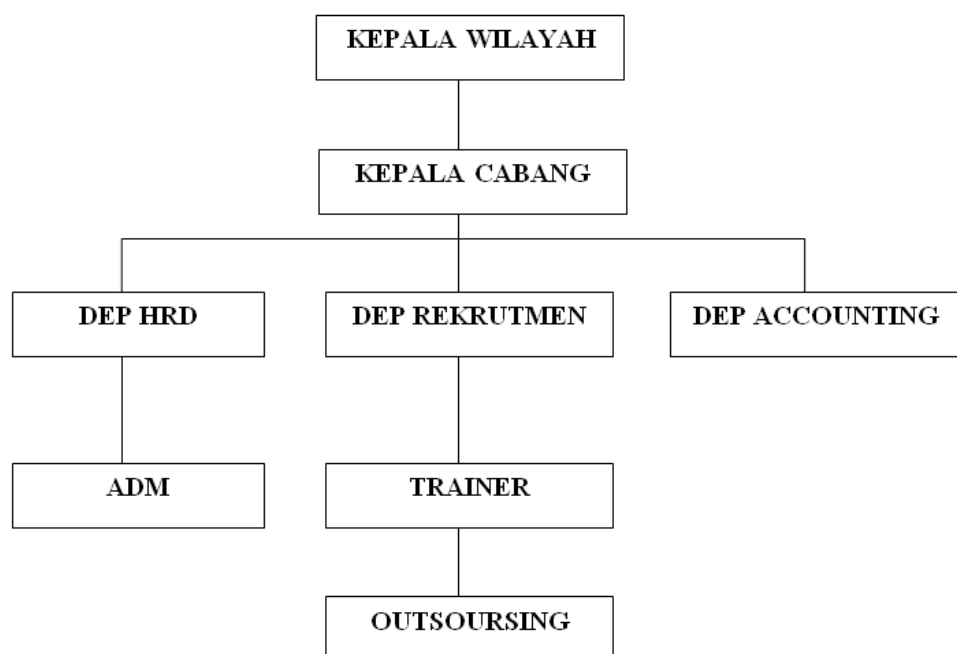 KEPALA WILAYAH
KEPALA CABANG
DEP HRD
DEP REKRUTMEN
DEP ACCOUNTING
ADM
TRAINER
OUTSOURSING